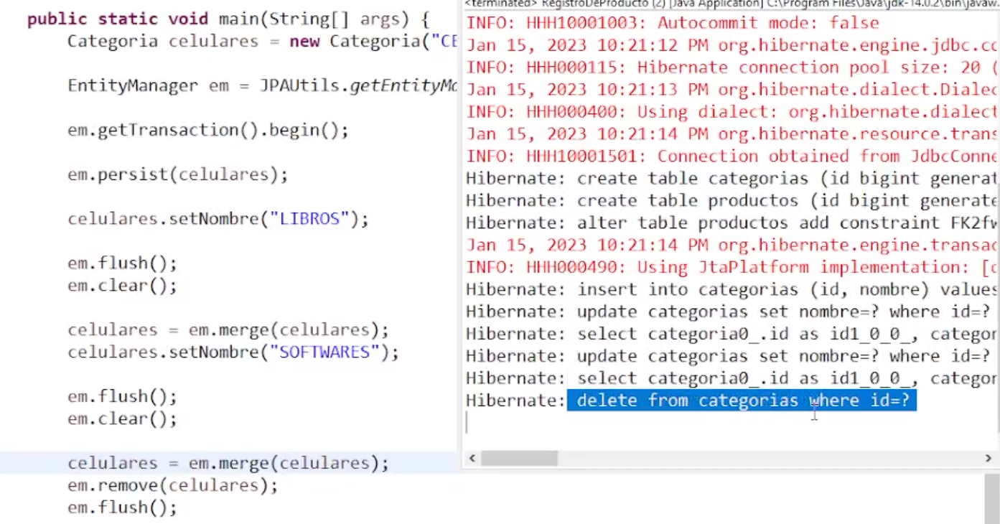 public static void main(String[] args) {
Categoria celulares = new Categoria("CE
EntityManager em = JPAUtils.getEntityMa
em.getTransaction().begin();
em.persist(celulares);
celulares.setNombre("LIBROS");
em.flush();
em.clear();
celulares = em.merge(celulares);
celulares.setNombre("SOFTWARES");
em.flush();
em.clear();
celulares = em.merge(celulares);
em.remove(celulares);
em.flush();
<terminated> RegistroDeProducto (2) [Java Application] C:\Program Files\Java\jdk-14.0.2\bin\javaw.
INFO: HHH10001003: Autocommit mode: false
Jan 15, 2023 10:21:12 PM org.hibernate.engine.jdbc.cc
INFO: HHH000115: Hibernate connection pool size: 20 (
Jan 15, 2023 10:21:13 PM org.hibernate.dialect.Dialec
INFO: HHH000400: Using dialect: org.hibernate.dialect
Jan 15, 2023 10:21:14 PM org.hibernate.resource.trans
INFO: HHH10001501: Connection obtained from JdbcConne
Hibernate: create table categorias (id bigint generat
Hibernate: create table productos (id bigint generate
Hibernate: alter table productos add constraint FK2fw
Jan 15, 2023 10:21:14 PM org.hibernate.engine.transac
INFO: HHH000490: Using JtaPlatform implementation: [o
Hibernate: insert into categorias (id, nombre) values
Hibernate: update categorias set nombre=? where id=?
Hibernate: select categoria0_.id as id1_0_0_, categor
Hibernate: update categorias set nombre=? where id=?
Hibernate: select categoria0_.id as id1_0_0_, categor
Hibernate: delete from categorias where id=?